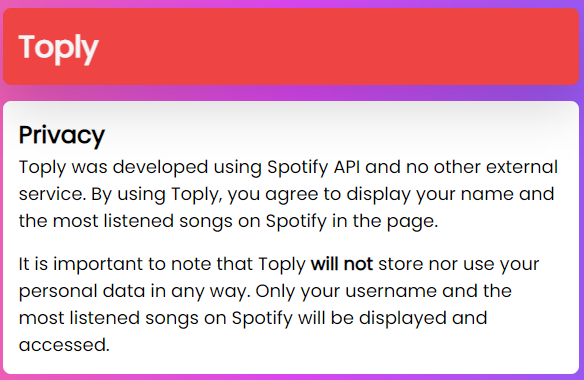 Toply
Privacy
Toply was developed using Spotify API and no other external
service. By using Toply, you agree to display your name and
the most listened songs on Spotify in the page.
It is important to note that Toply will not store nor use your
personal data in any way. Only your username and the
most listened songs on Spotify will be displayed and
accessed.